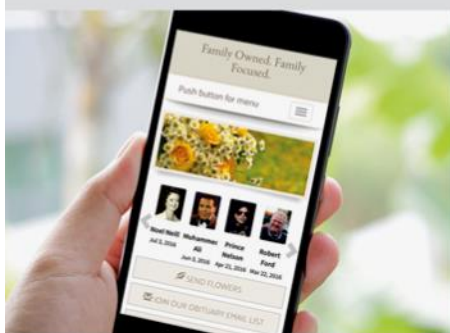 Family Owned. Family
Focused.
Push button for menu
Noel Neill
Jul 3, 2016
Muhammer
Ali
Jun 3, 2016
Prince
Nelson
Apr 21, 2016
Robert
Ford
Mar 22, 2016
SEND FLOWERS
JOIN OUR OBITUARY EMAIL LIST